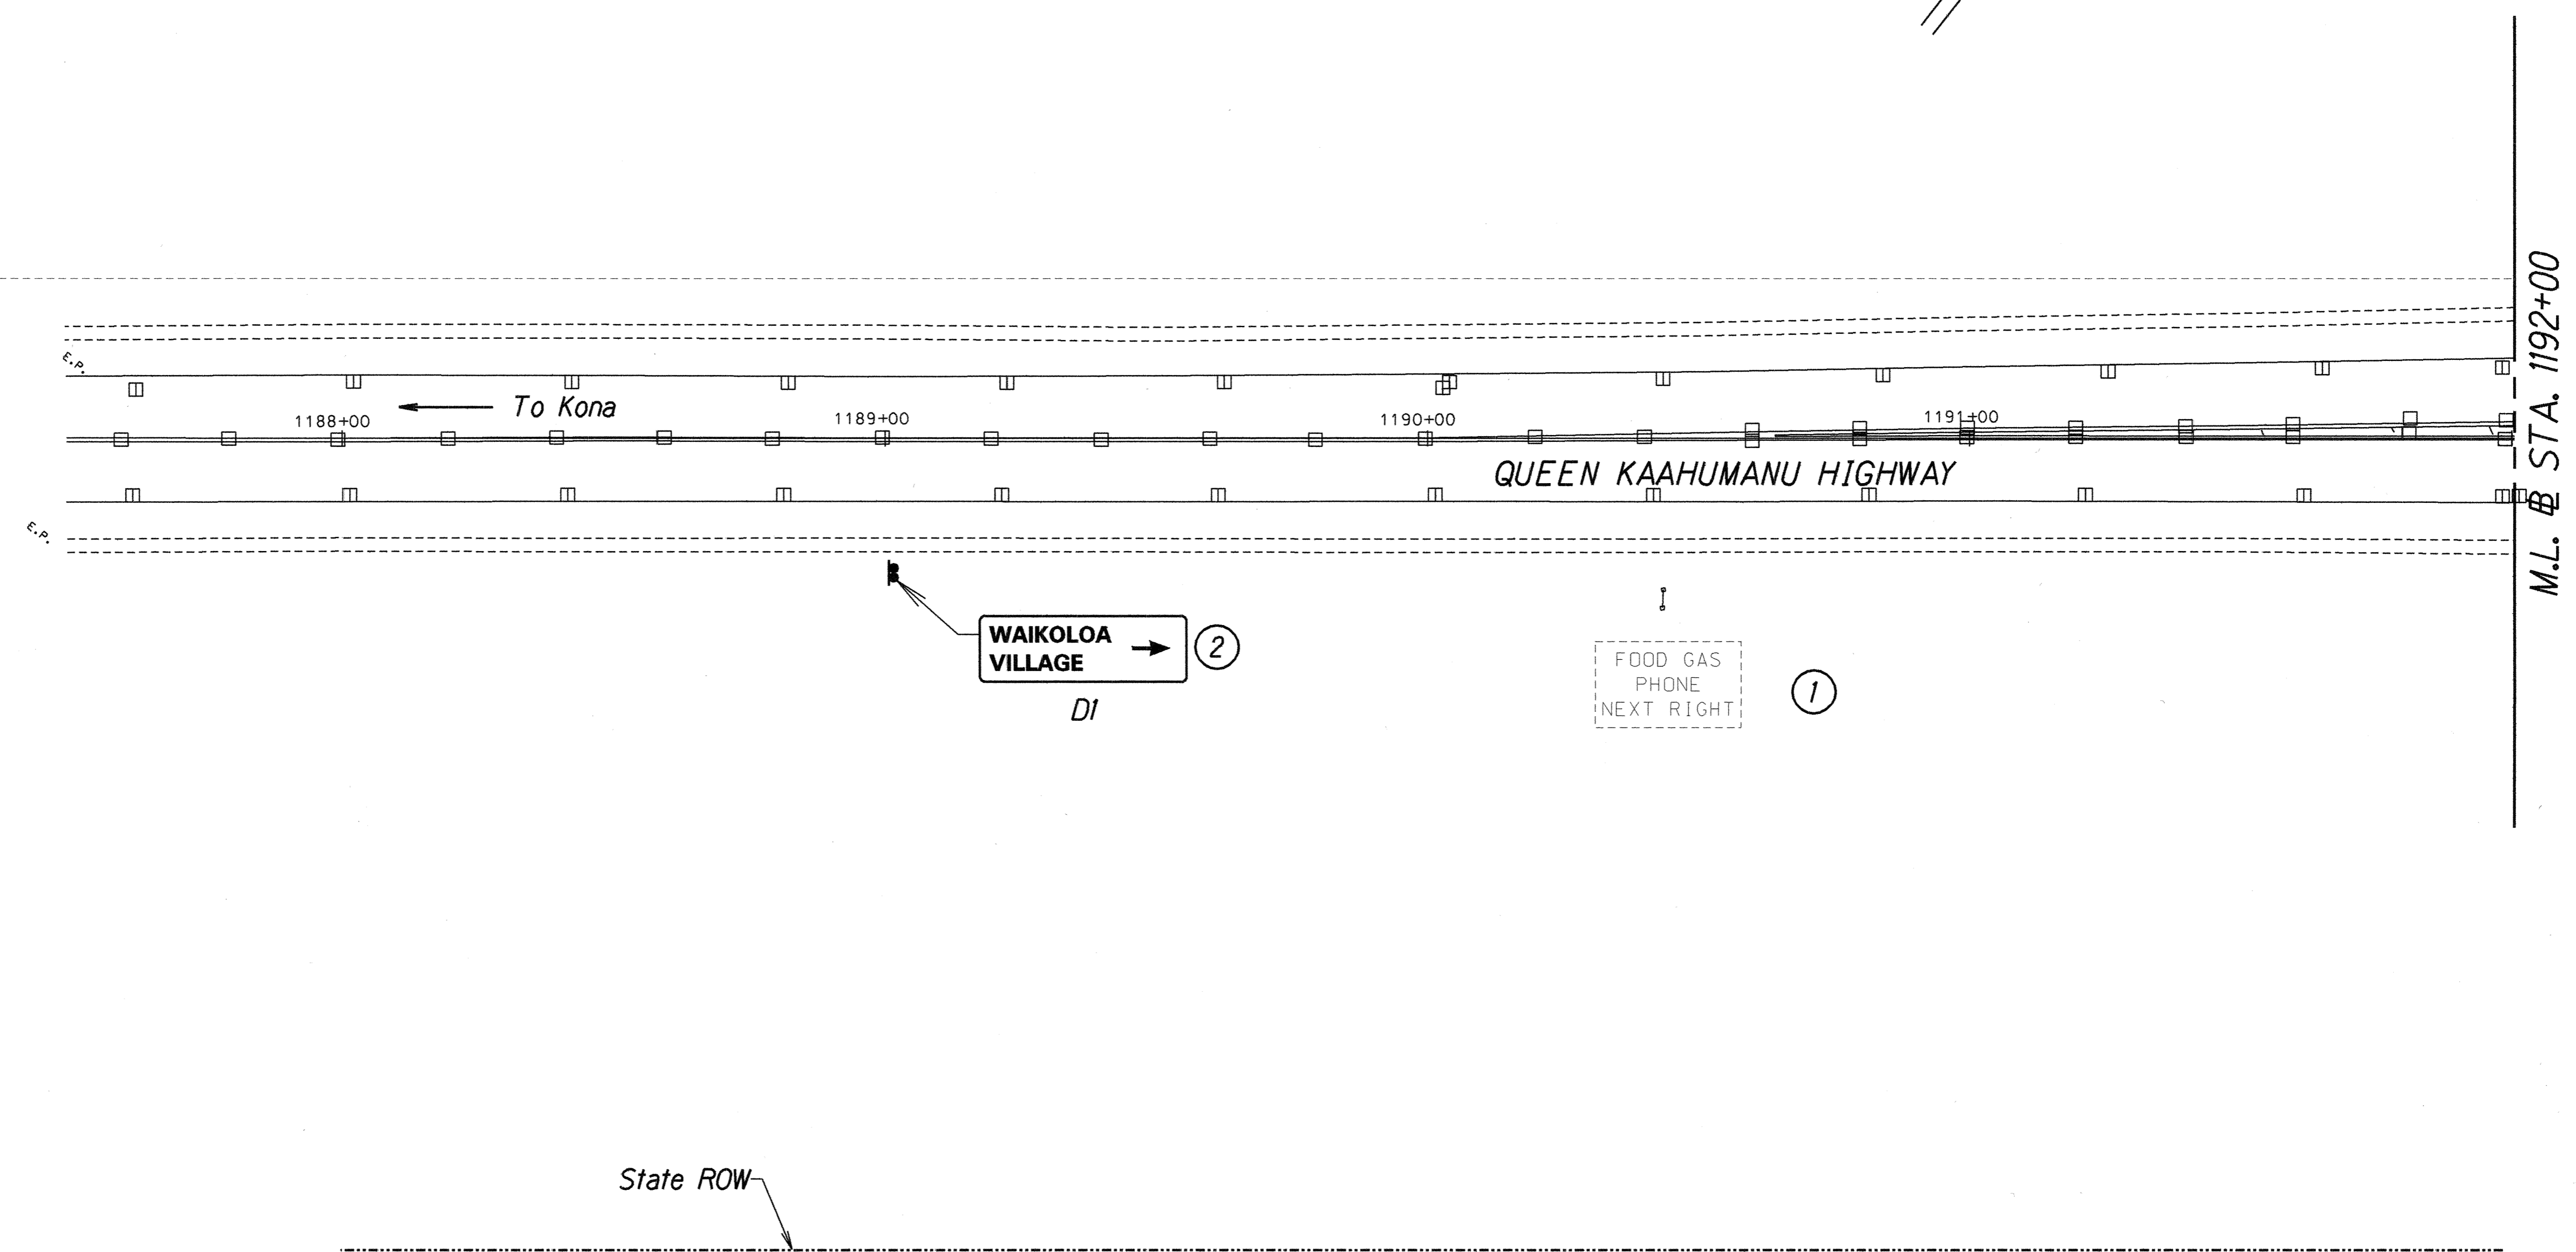 E.P.
To Kona
1188+00
1189+00
1190+00
1191+00
QUEEN KAAHUMANU HIGHWAY
E.P.
WAIKOLOA
VILLAGE
2
D1
FOOD GAS
PHONE
NEXT RIGHT
1
State ROW
M.L. B STA. 1192+00